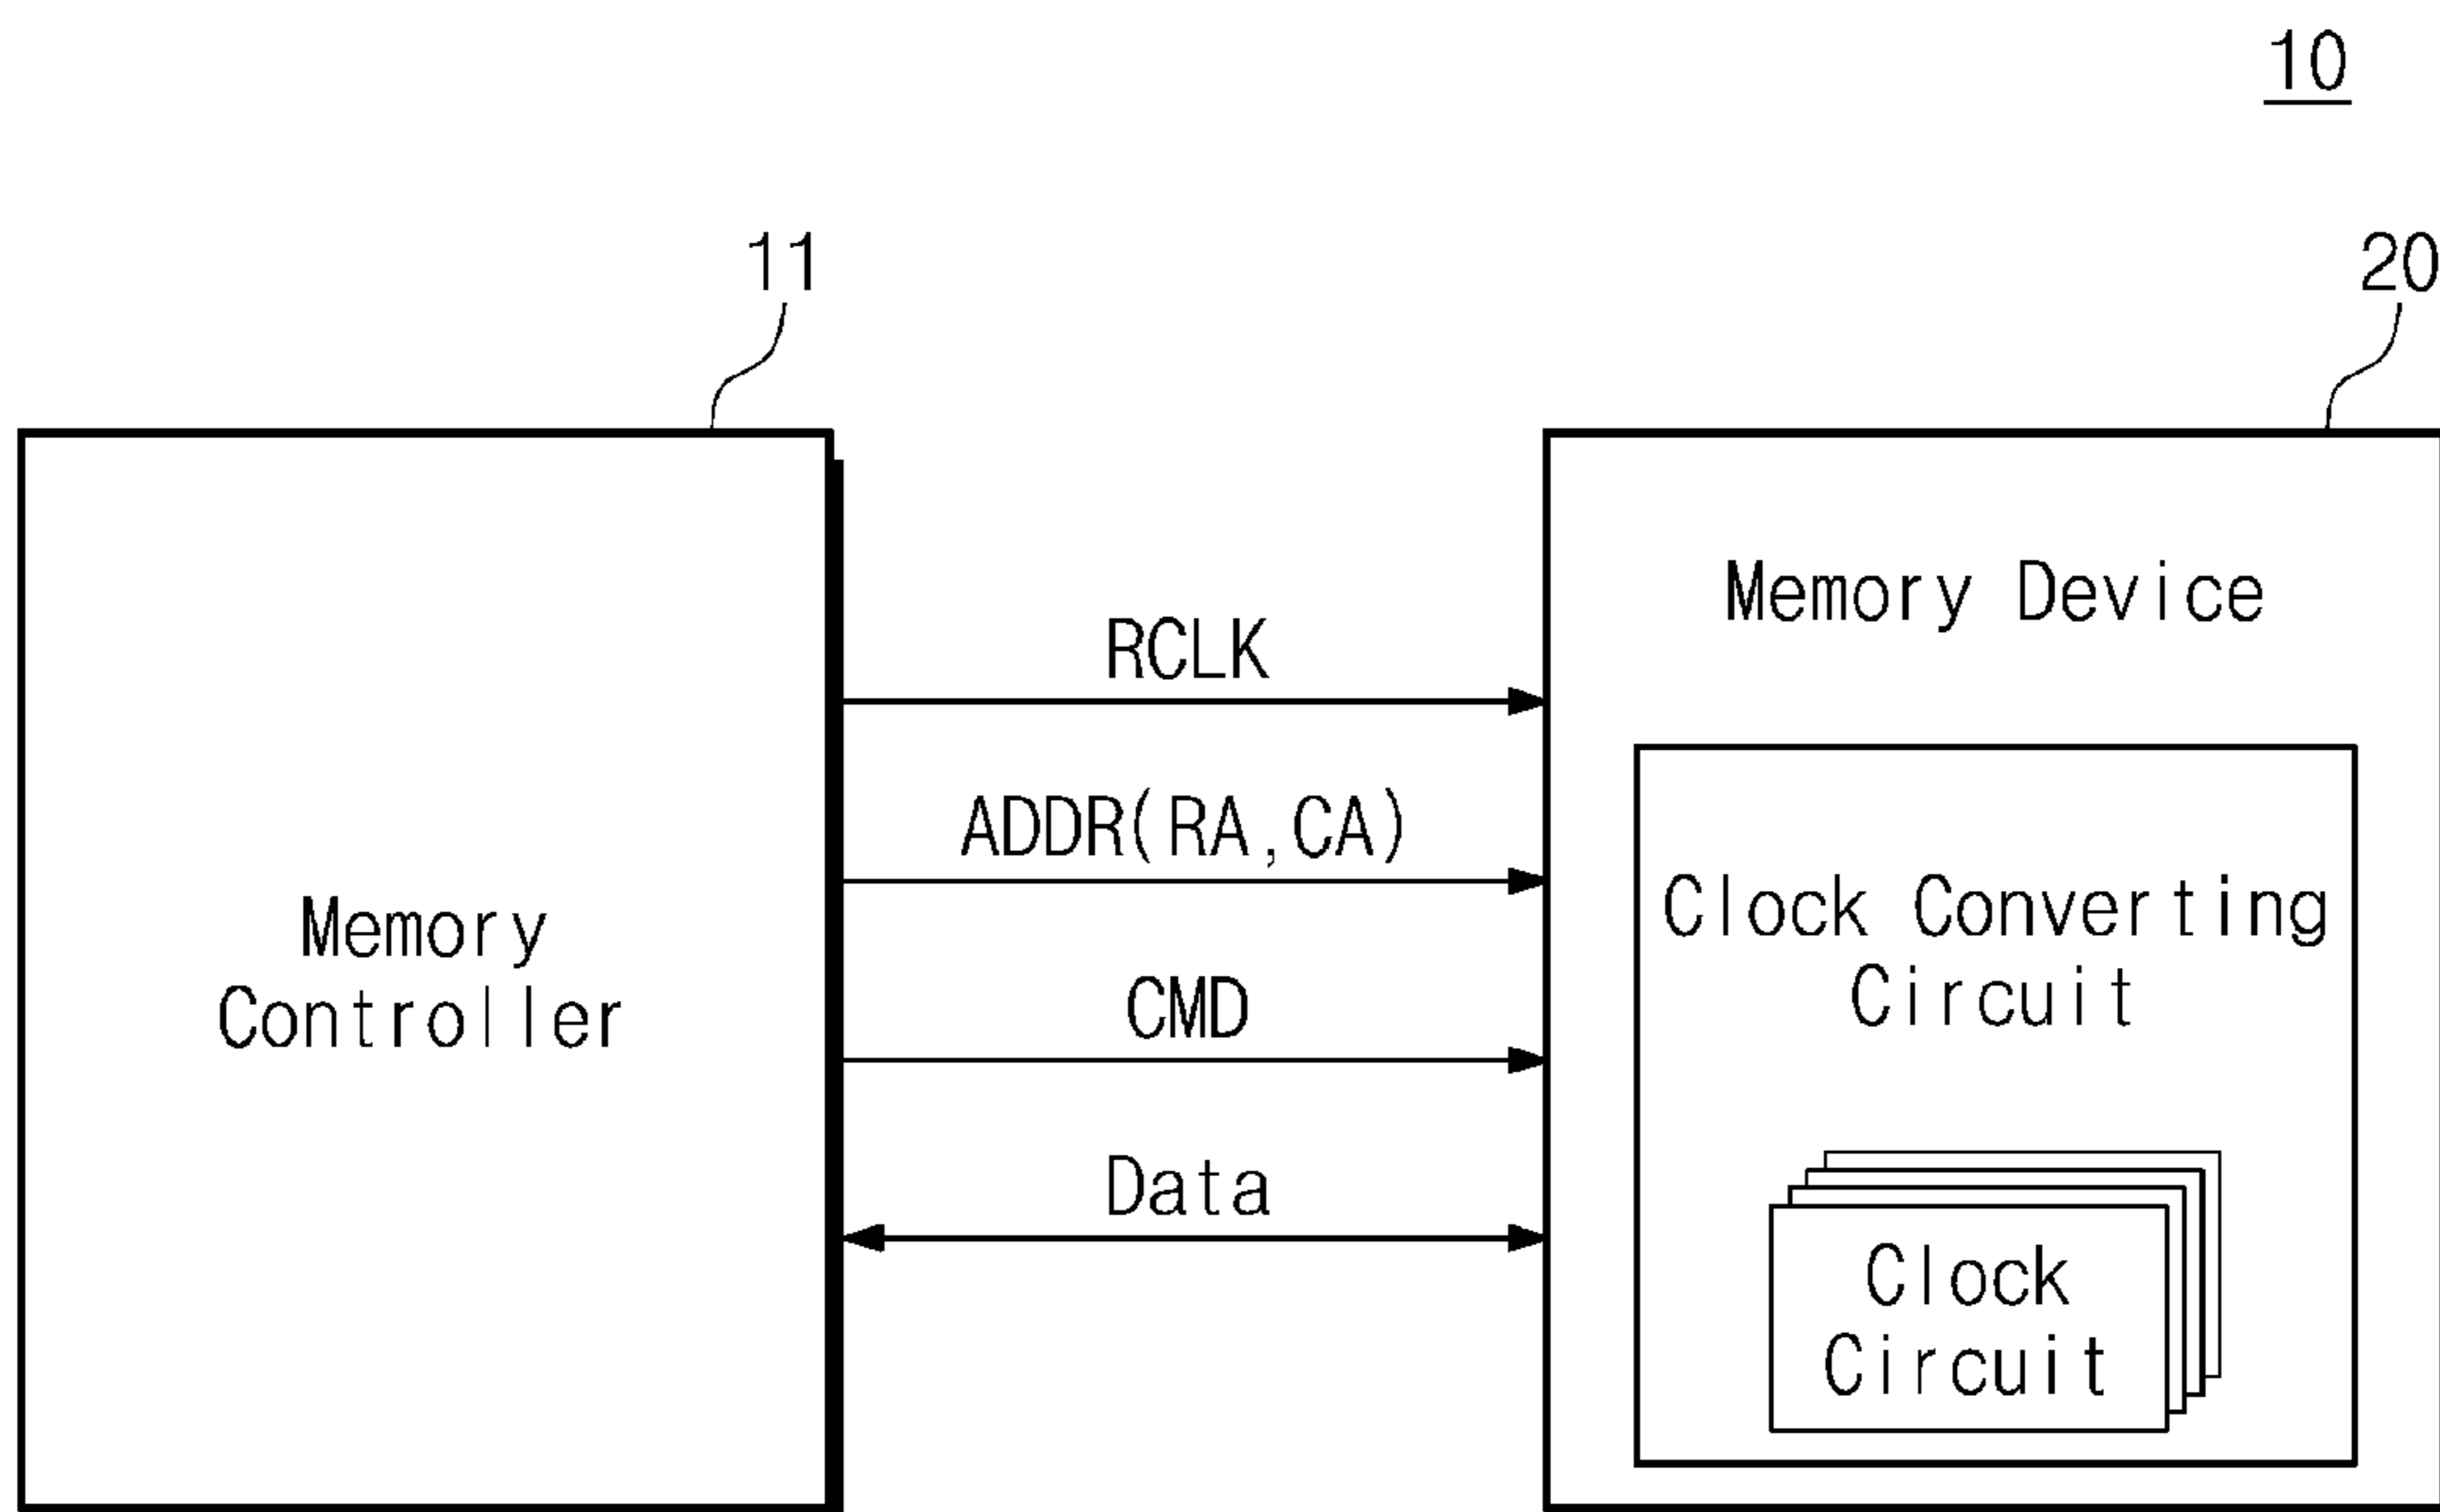 10
11
20
Memory Device
RCLK
ADDR(RA,CA)
CMD
Data
Memory
Controller
Clock Converting
Circuit
Clock
Circuit